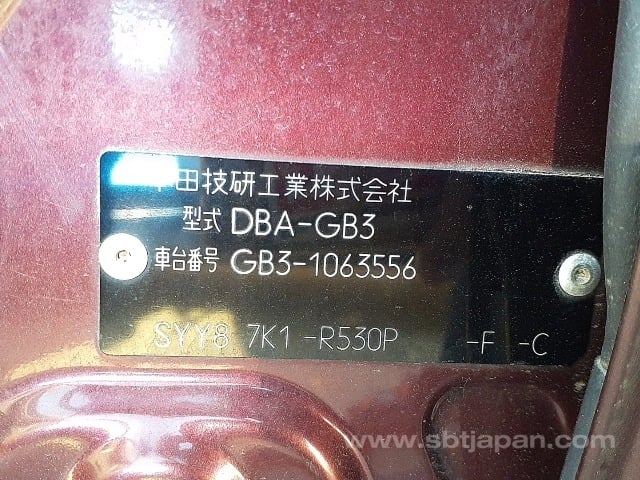 本田技研工業株式会社
型式 DBA-GB3
車台番号 GB3-1063556
SYY8 7K1 -R530P -F -C
www.sbtjapan.com